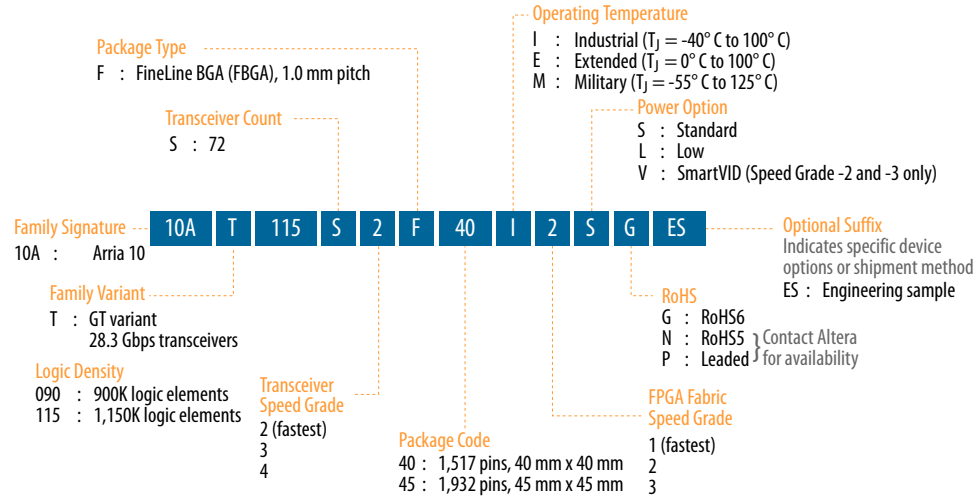 Operating Temperature
I : Industrial (TJ = -40° C to 100° C)
E : Extended (TJ = 0° C to 100° C)
M : Military (TJ = -55° C to 125° C)
Package Type
F : FineLine BGA (FBGA), 1.0 mm pitch
Power Option
S : Standard
L : Low
V : SmartVID (Speed Grade -2 and -3 only)
Transceiver Count
S : 72
Family Signature
10A : Arria 10
10A T 115 S 2 F 40 I 2 S G ES
Optional Suffix
Indicates specific device
options or shipment method
ES : Engineering sample
Family Variant
T : GT variant
28.3 Gbps transceivers
RoHS
G : RoHS6
N : RoHS5
P : Leaded
} Contact Altera
for availability
Logic Density
090 : 900K logic elements
115 : 1,150K logic elements
Transceiver
Speed Grade
2 (fastest)
3
4
Package Code
40 : 1,517 pins, 40 mm x 40 mm
45 : 1,932 pins, 45 mm x 45 mm
FPGA Fabric
Speed Grade
1 (fastest)
2
3